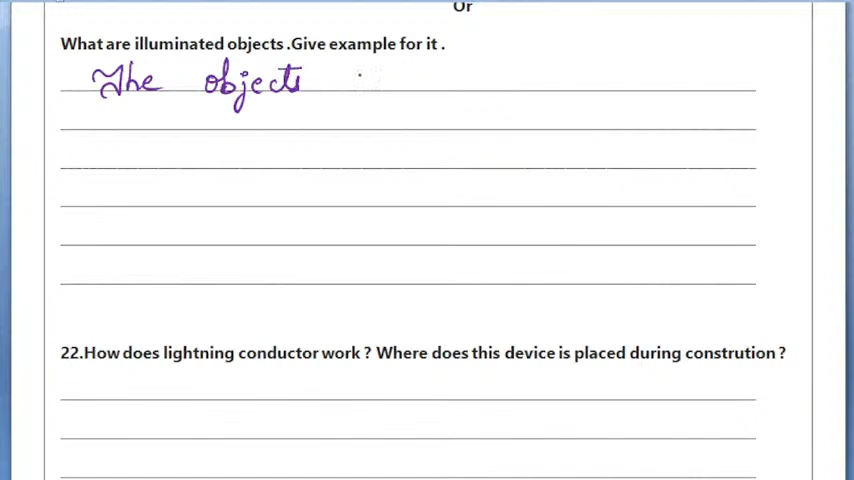 Or
What are illuminated objects .Give example for it .
The objects
22.How does lightning conductor work ? Where does this device is placed during constrution ?